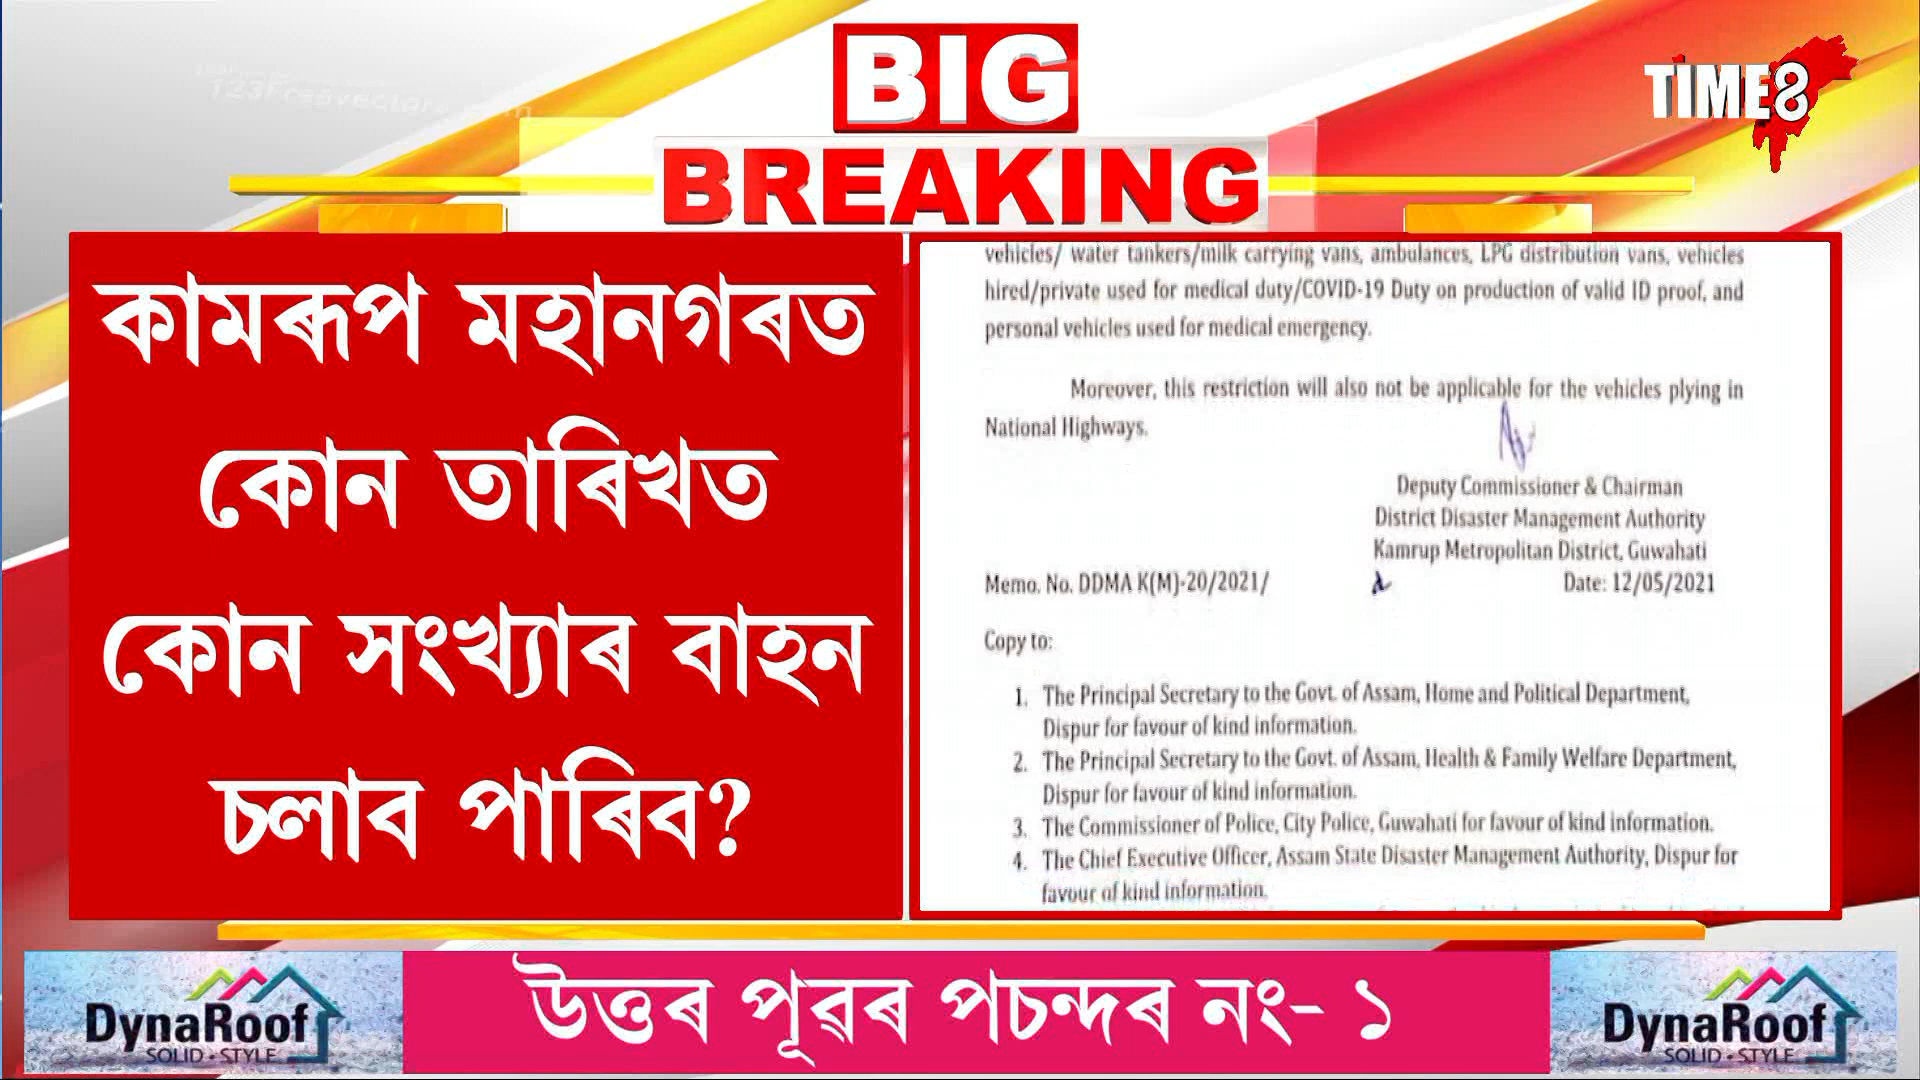 BIG
BREAKING
TIME8
কামৰূপ মহানগৰত
কোন তাৰিখত
কোন সংখ্যাৰ বাহন
চলাব পাৰিব?
vehicles/ water tankers/milk carrying vans, ambulances, LPG distribution vans, vehicles
hired/private used for medical duty/COVID-19 Duty on production of valid ID proof, and
personal vehicles used for medical emergency.
Moreover, this restriction will also not be applicable for the vehicles plying in
National Highways.
Deputy Commissioner & Chairman
District Disaster Management Authority
Kamrup Metropolitan District, Guwahati
Memo. No. DDMA K(M)-20/2021/ Date: 12/05/2021
Copy to:
1. The Principal Secretary to the Govt. of Assam, Home and Political Department,
Dispur for favour of kind information.
2. The Principal Secretary to the Govt. of Assam, Health & Family Welfare Department,
Dispur for favour of kind information.
3. The Commissioner of Police, City Police, Guwahati for favour of kind information.
4. The Chief Executive Officer, Assam State Disaster Management Authority, Dispur for
favour of kind information.
DynaRoof
SOLID • STYLE
উত্তৰ পূৱৰ পচন্দৰ নং- ১
DynaRoof
SOLID • STYLE